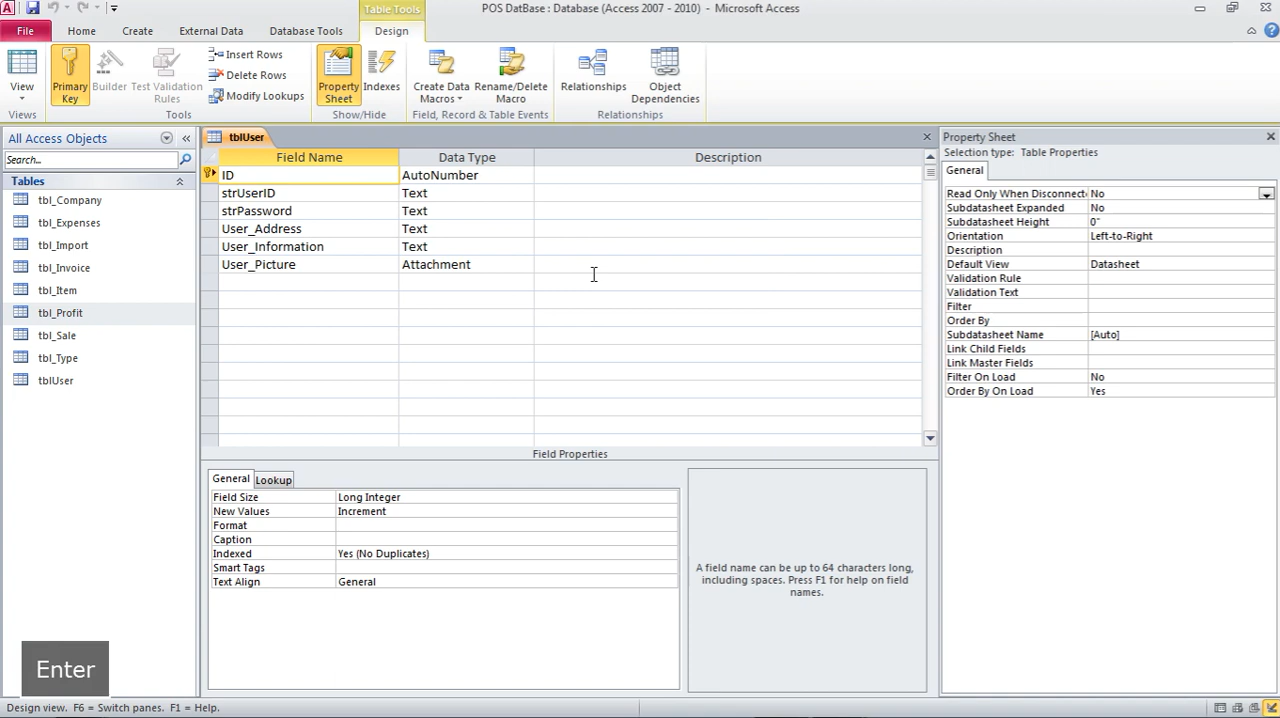 POS DatBase : Database (Access 2007 - 2010) - Microsoft Access
Table Tools
File
Home
Create
External Data
Database Tools
Design
View
Primary
Key
Builder
Test Validation
Rules
Insert Rows
Delete Rows
Modify Lookups
Property
Sheet
Indexes
Create Data
Macros
Rename/Delete
Macro
Relationships
Object
Dependencies
Views
Tools
Show/Hide
Field, Record & Table Events
Relationships
All Access Objects
Search...
Tables
tbl_Company
tbl_Expenses
tbl_Import
tbl_Invoice
tbl_Item
tbl_Profit
tbl_Sale
tbl_Type
tblUser
tblUser
Field Name Data Type Description
ID AutoNumber
strUserID Text
strPassword Text
User_Address Text
User_Information Text
User_Picture Attachment
Field Properties
General Lookup
Field Size Long Integer
New Values Increment
Format
Caption
Indexed Yes (No Duplicates)
Smart Tags
Text Align General
A field name can be up to 64 characters long,
including spaces. Press F1 for help on field
names.
Property Sheet
Selection type: Table Properties
General
Read Only When Disconnect No
Subdatasheet Expanded No
Subdatasheet Height 0"
Orientation Left-to-Right
Description
Default View Datasheet
Validation Rule
Validation Text
Filter
Order By
Subdatasheet Name [Auto]
Link Child Fields
Link Master Fields
Filter On Load No
Order By On Load Yes
Enter
Design view. F6 = Switch panes. F1 = Help.